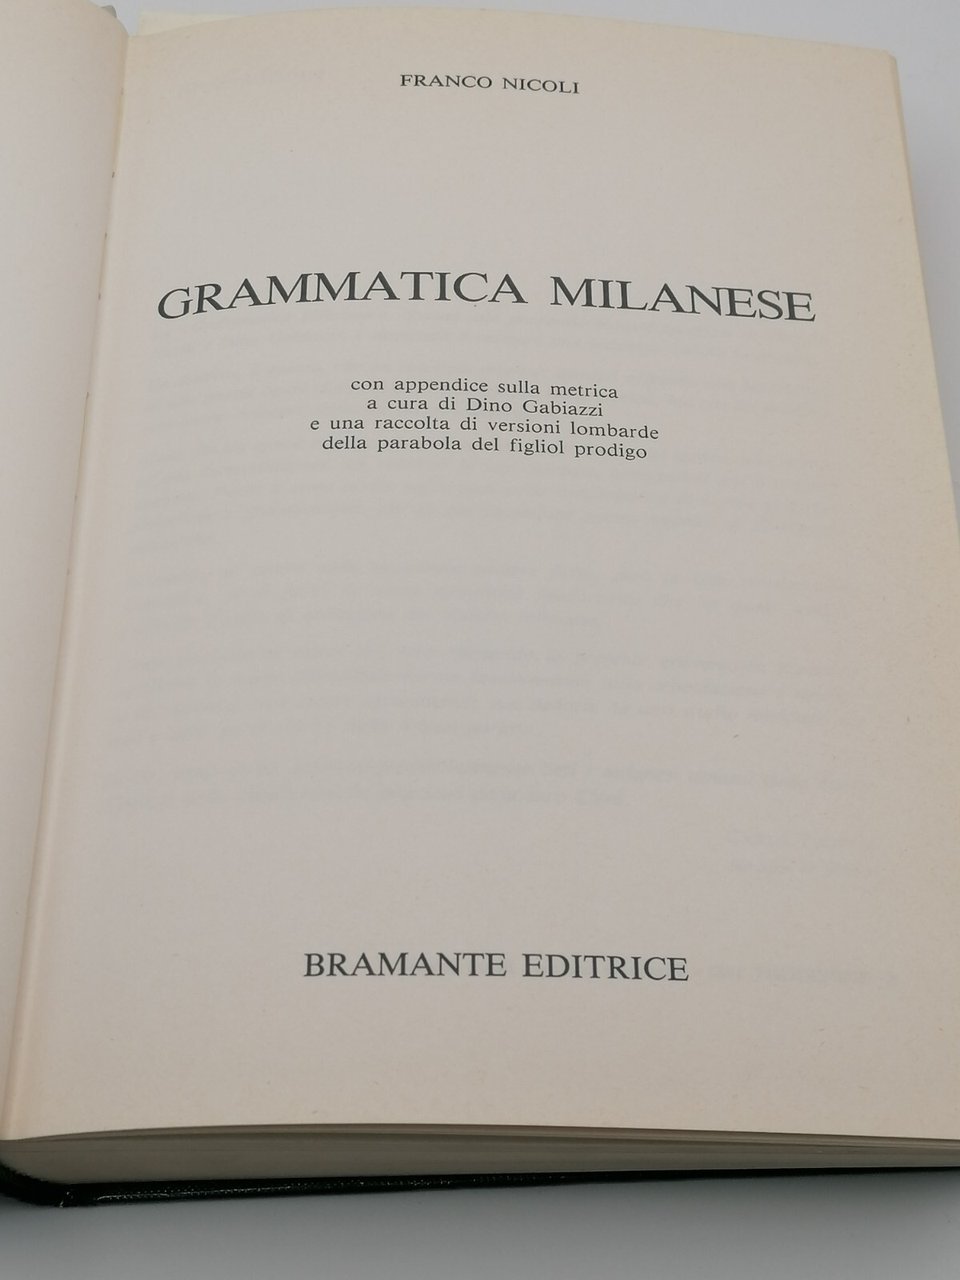 FRANCO NICOLI
GRAMMATICA MILANESE
con appendice sulla metrica
a cura di Dino Gabiazzi
e una raccolta di versioni lombarde
della parabola del figliol prodigo
BRAMANTE EDITRICE